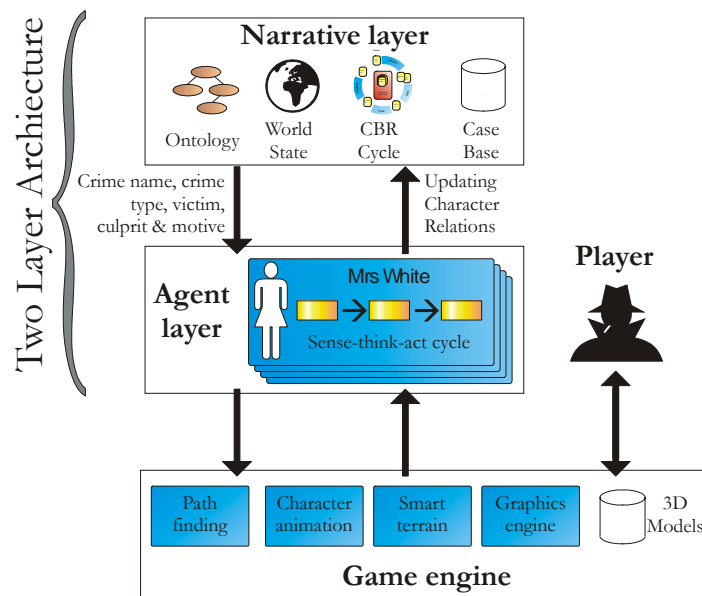 Two Layer Archiecture
Narrative layer
Ontology
World
State
CBR
Cycle
Case
Base
Crime name, crime
type, victim,
culprit & motive
Updating
Character
Relations
Agent
layer
Mrs White
Sense-think-act cycle
Player
Path
finding
Character
animation
Smart
terrain
Graphics
engine
3D
Models
Game engine